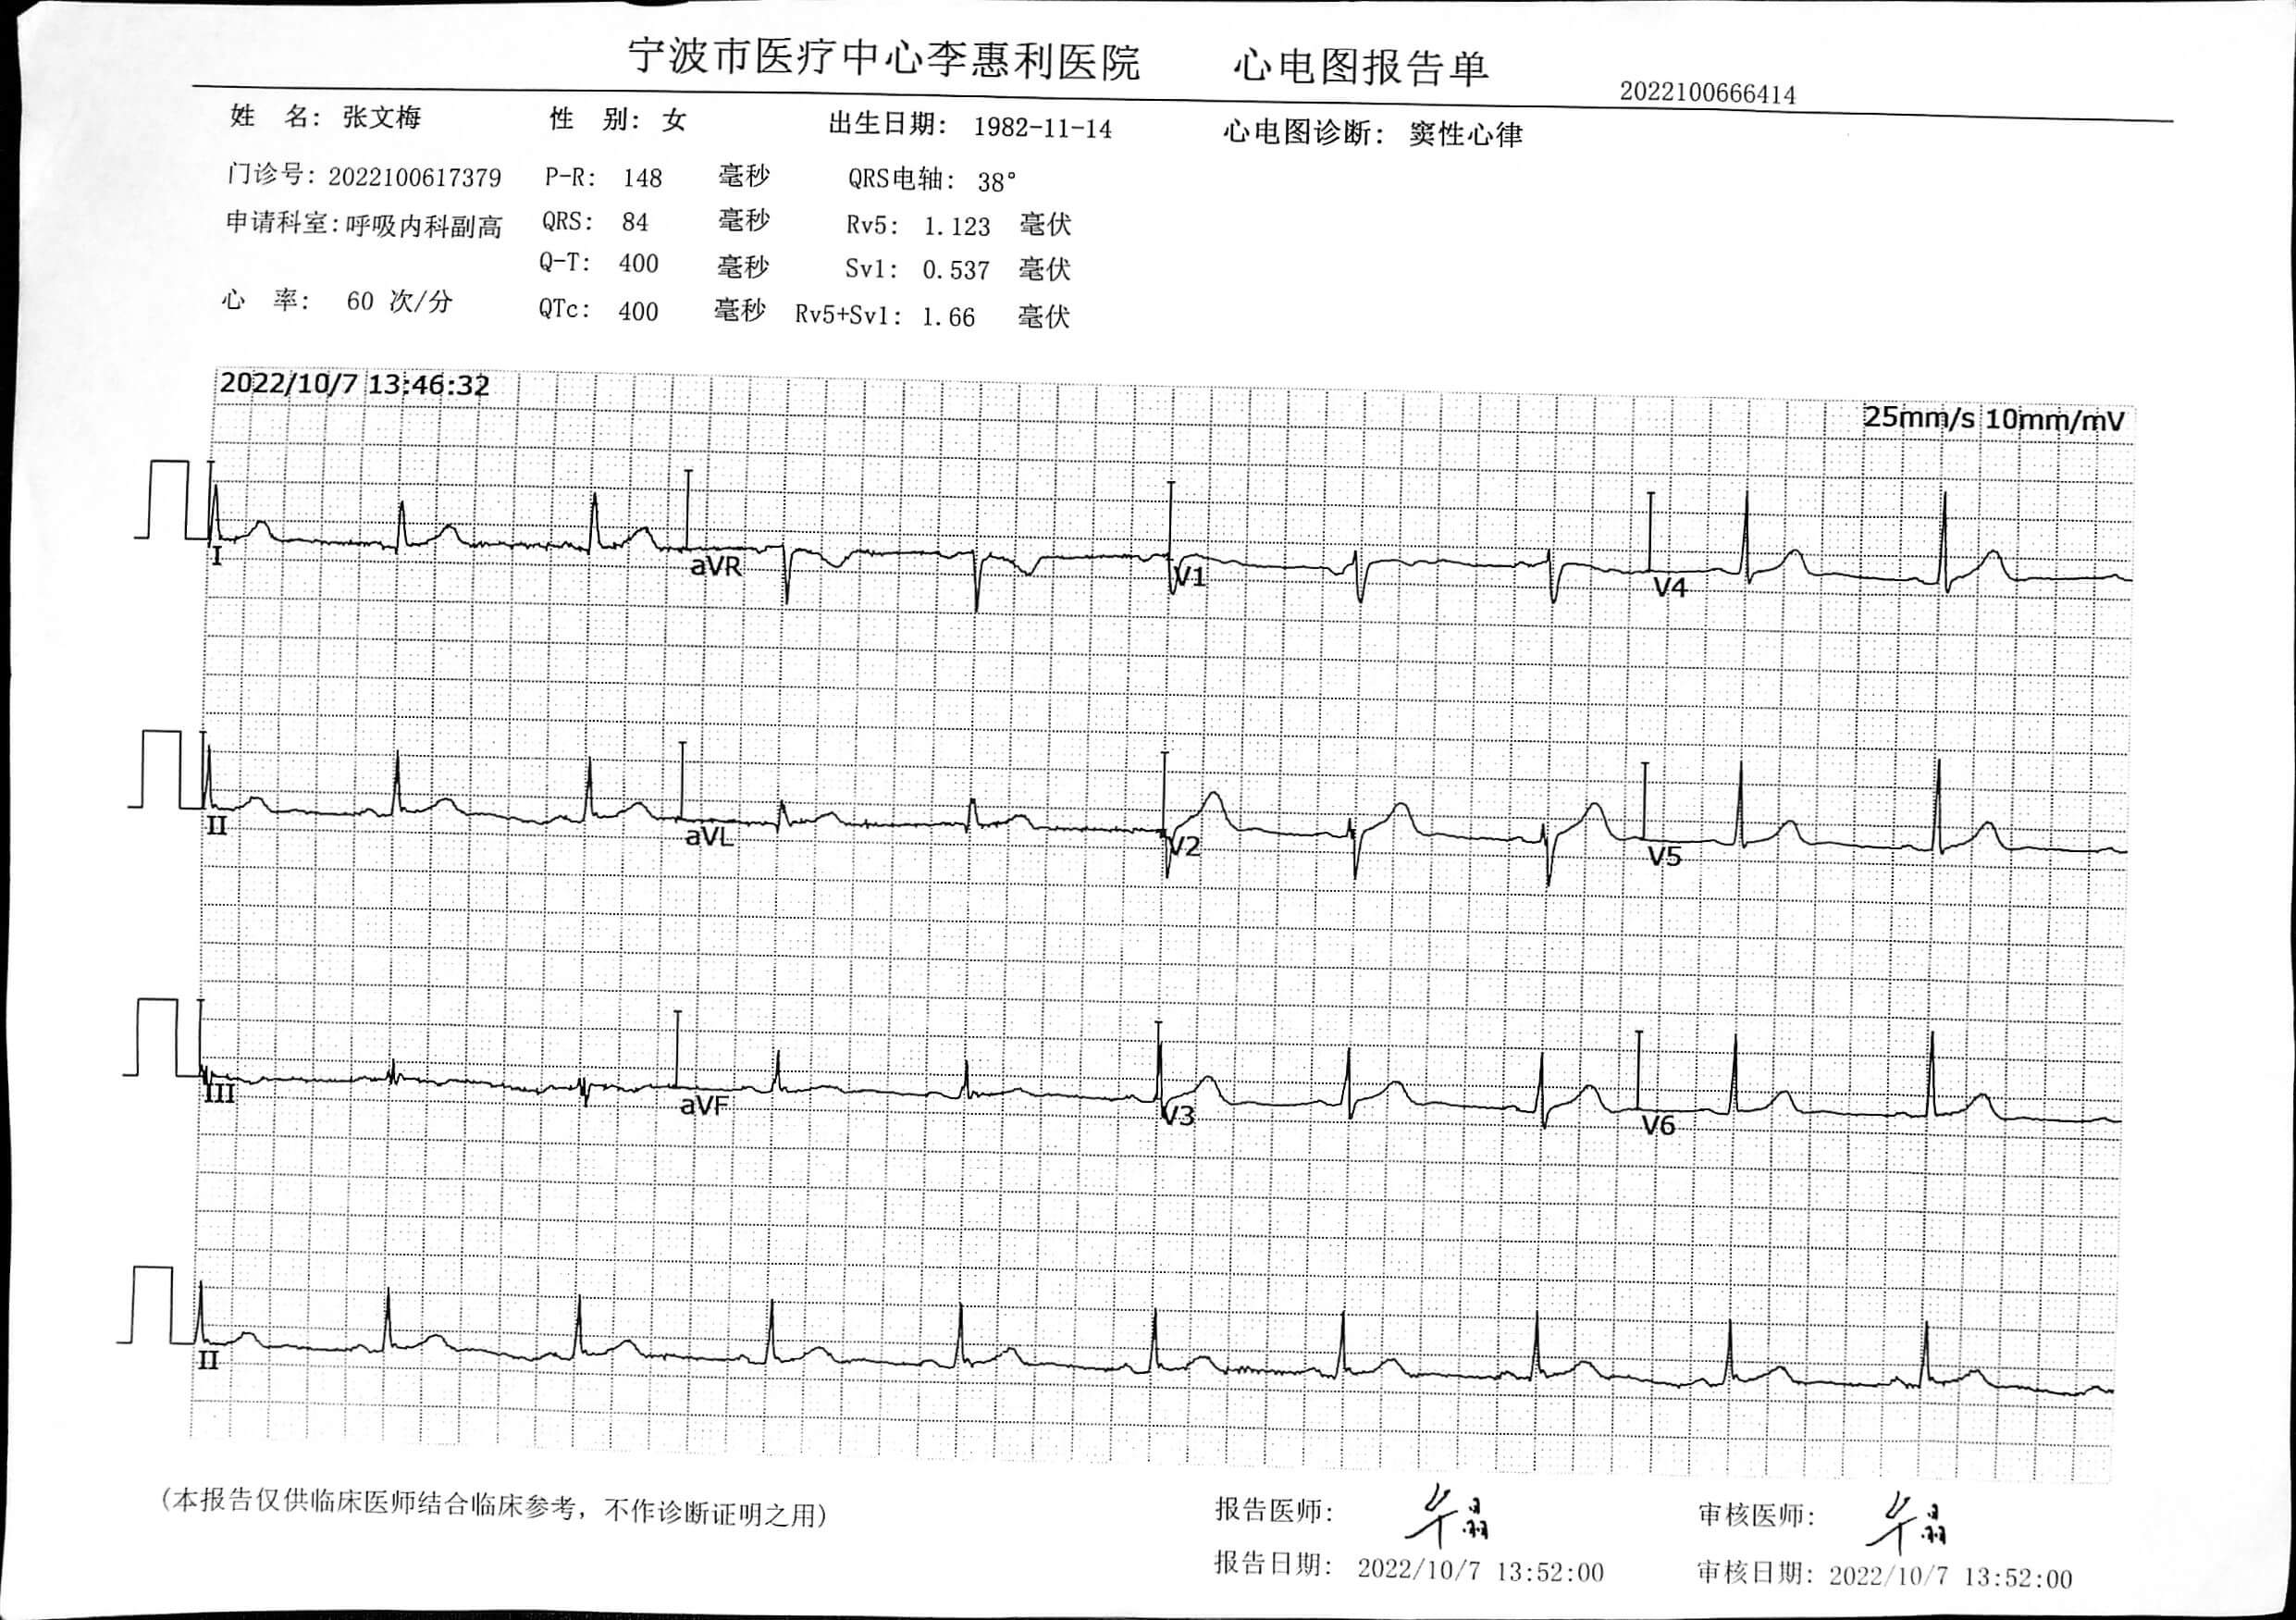 宁波市医疗中心李惠利医院 心电图报告单
2022100666414
姓 名: 张文梅 性 别: 女 出生日期: 1982-11-14 心电图诊断: 窦性心律
门诊号: 2022100617379 P-R: 148 毫秒 QRS电轴: 38°
申请科室: 呼吸内科副高 QRS: 84 毫秒 Rv5: 1.123 毫伏
Q-T: 400 毫秒 Sv1: 0.537 毫伏
心 率: 60 次/分 QTc: 400 毫秒 Rv5+Sv1: 1.66 毫伏
2022/10/7 13:46:32
25mm/s 10mm/mV
I aVR V1 V4
II aVL V2 V5
III aVF V3 V6
II
(本报告仅供临床医师结合临床参考, 不作诊断证明之用)
报告医师: 审核医师:
报告日期: 2022/10/7 13:52:00 审核日期: 2022/10/7 13:52:00